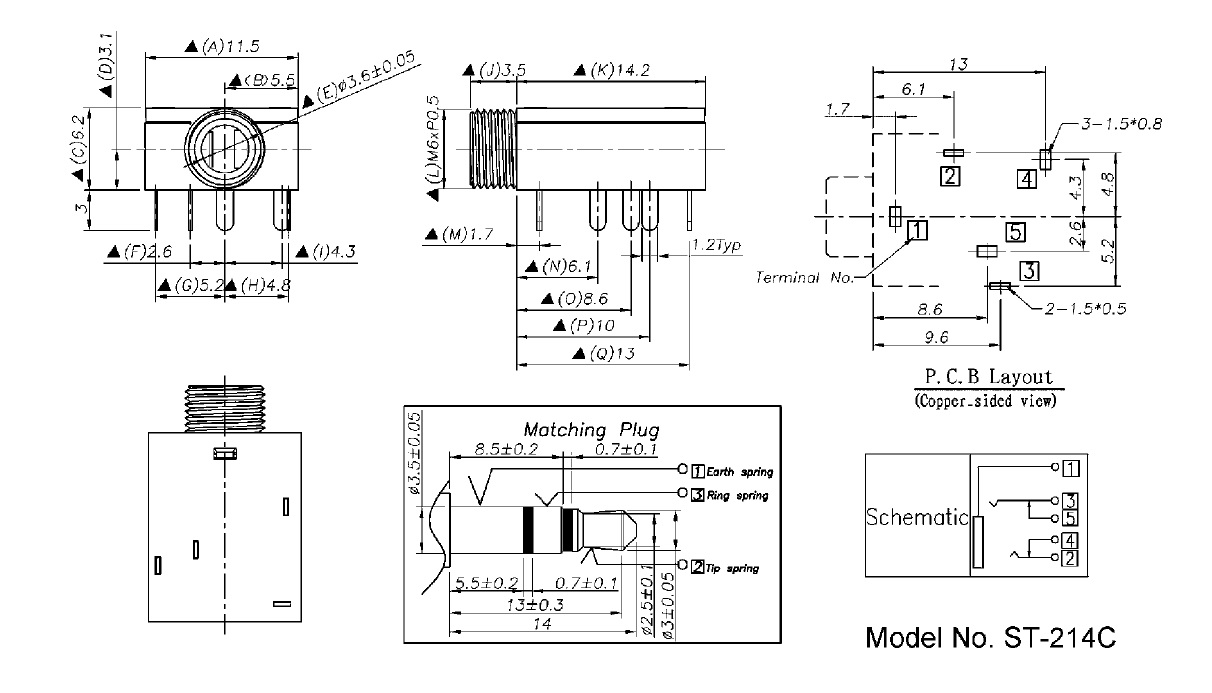 ▲(A)11.5
▲(B)5.5
▲(D)3.1
▲(E)ø3.6±0.05
▲(C)6.2
3
▲(F)2.6
▲(I)4.3
▲(G)5.2
▲(H)4.8
▲(J)3.5
▲(K)14.2
▲(L)M6xP0.5
▲(M)1.7
1.2Typ
▲(N)6.1
▲(O)8.6
▲(P)10
▲(Q)13
13
6.1
1.7
3-1.5*0.8
2
4
4.3
4.8
1
5
2.6
5.2
Terminal No.
3
8.6
2-1.5*0.5
9.6
P.C.B Layout
(Copper-sided view)
Matching Plug
8.5±0.2
0.7±0.1
ø3.5±0.05
1 Earth spring
3 Ring spring
2 Tip spring
5.5±0.2
0.7±0.1
13±0.3
14
ø2.5±0.1
ø3±0.05
Schematic
1
3
5
4
2
Model No. ST-214C